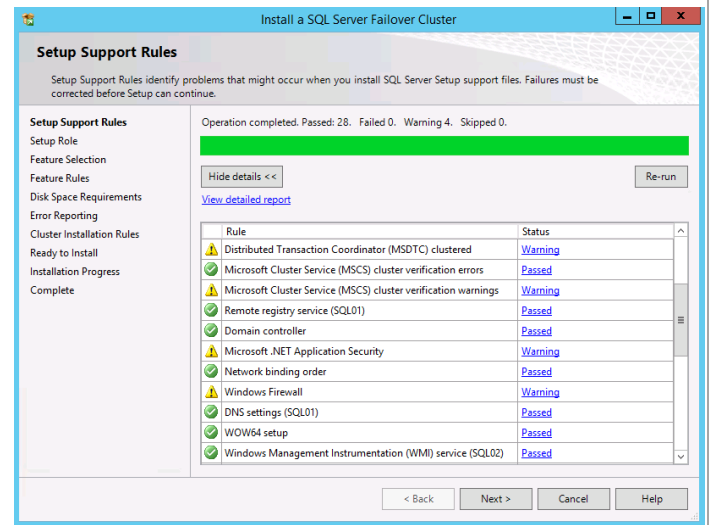 Install a SQL Server Failover Cluster
Setup Support Rules
Setup Support Rules identify problems that might occur when you install SQL Server Setup support files. Failures must be
corrected before Setup can continue.
Setup Support Rules
Setup Role
Feature Selection
Feature Rules
Disk Space Requirements
Error Reporting
Cluster Installation Rules
Ready to Install
Installation Progress
Complete
Operation completed. Passed: 28. Failed 0. Warning 4. Skipped 0.
Hide details <<
Re-run
View detailed report
Rule Status
Distributed Transaction Coordinator (MSDTC) clustered Warning
Microsoft Cluster Service (MSCS) cluster verification errors Passed
Microsoft Cluster Service (MSCS) cluster verification warnings Warning
Remote registry service (SQL01) Passed
Domain controller Passed
Microsoft .NET Application Security Warning
Network binding order Passed
Windows Firewall Warning
DNS settings (SQL01) Passed
WOW64 setup Passed
Windows Management Instrumentation (WMI) service (SQL02) Passed
< Back Next > Cancel Help